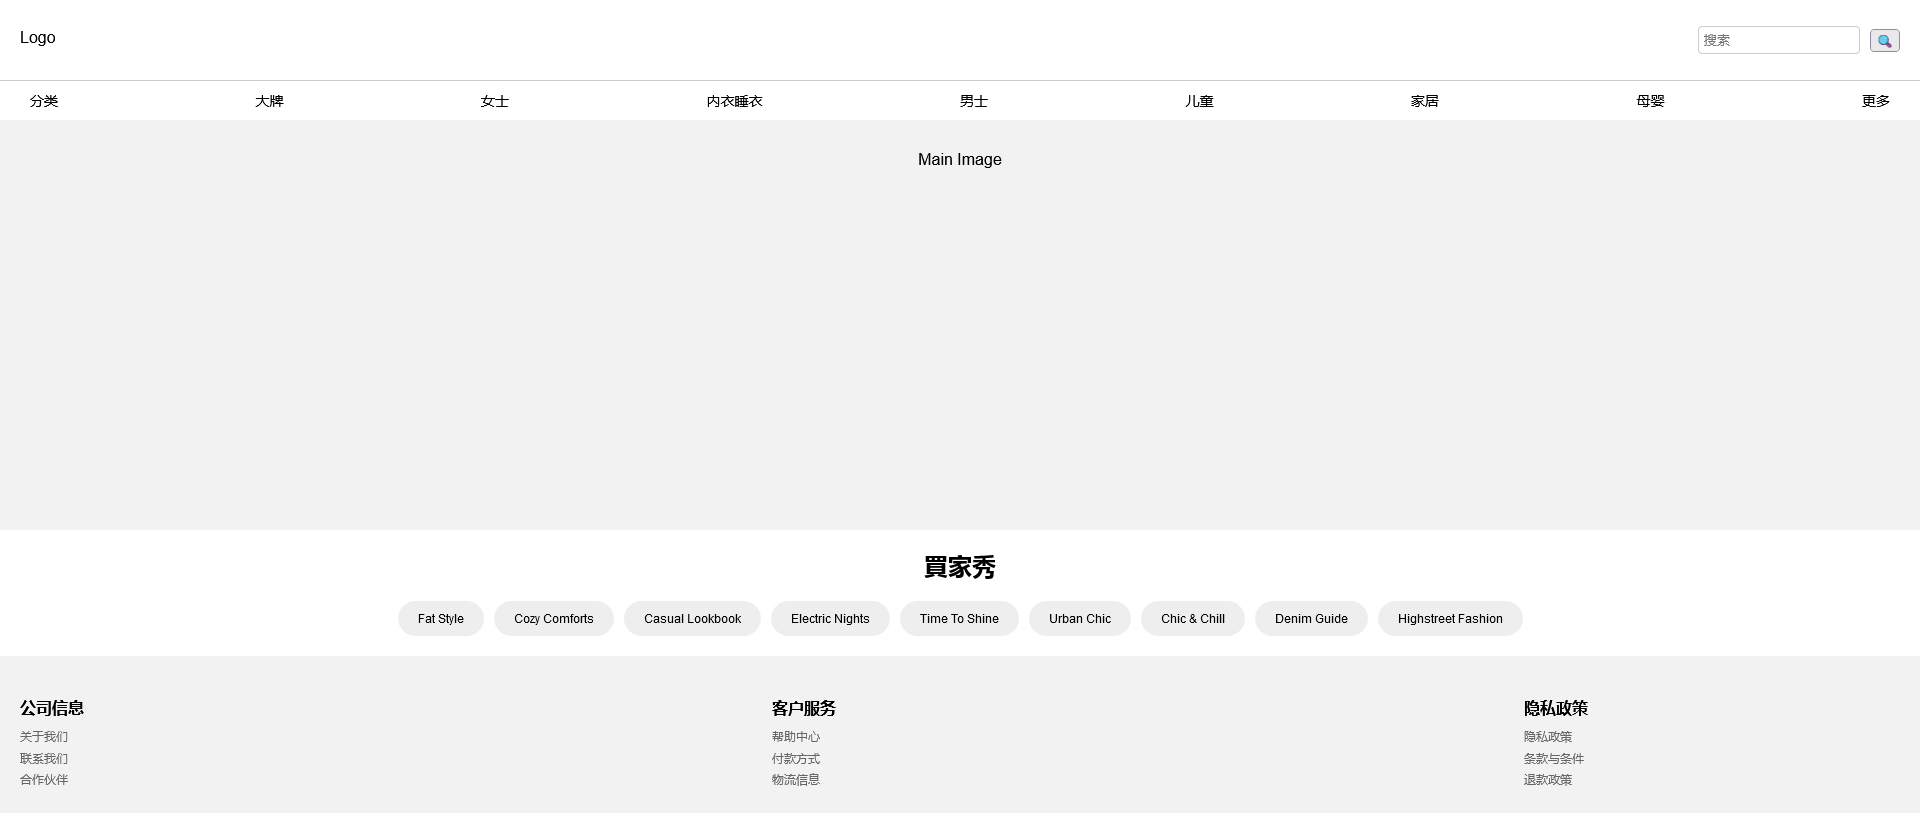 Logo
搜索
分类 大牌 女士 内衣睡衣 男士 儿童 家居 母婴 更多
Main Image
買家秀
Fat Style Cozy Comforts Casual Lookbook Electric Nights Time To Shine Urban Chic Chic & Chill Denim Guide Highstreet Fashion
公司信息
关于我们
联系我们
合作伙伴
客户服务
帮助中心
付款方式
物流信息
隐私政策
隐私政策
条款与条件
退款政策